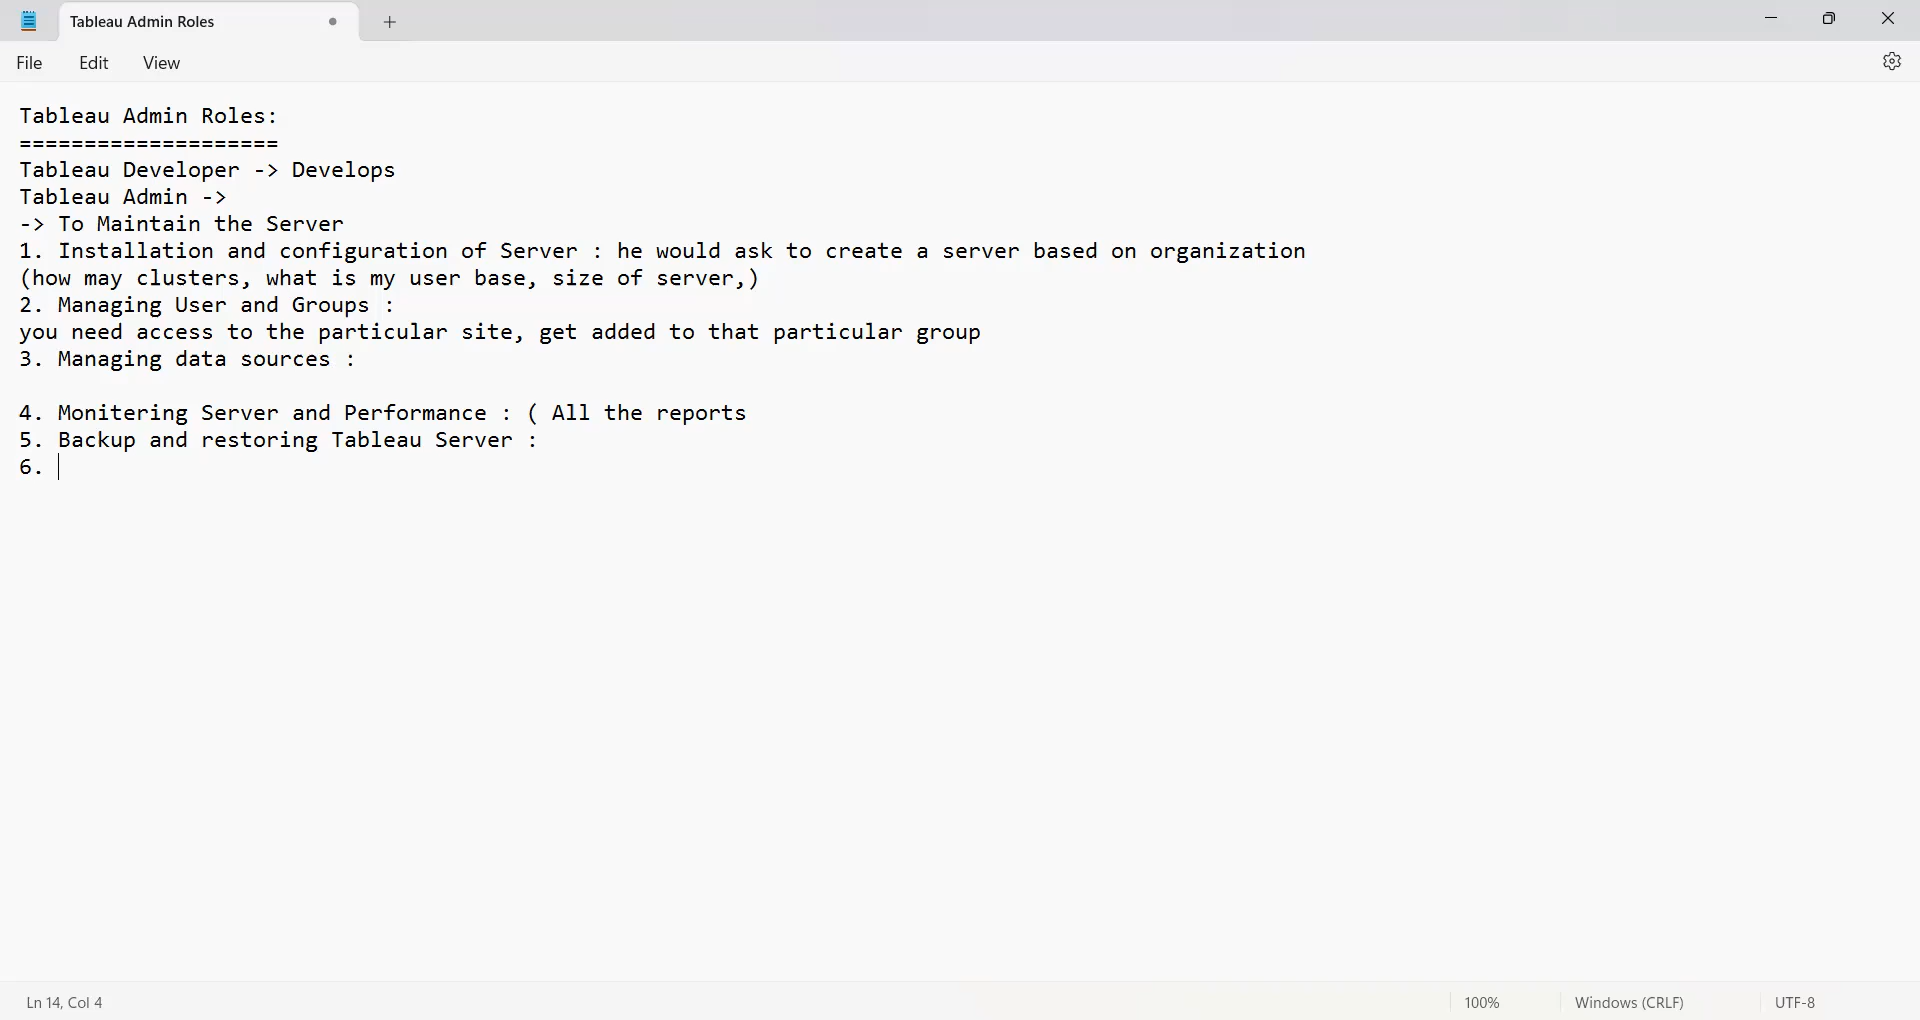 Tableau Admin Roles
File Edit View
Tableau Admin Roles:
====================
Tableau Developer -> Develops
Tableau Admin ->
-> To Maintain the Server
1. Installation and configuration of Server : he would ask to create a server based on organization
(how may clusters, what is my user base, size of server,)
2. Managing User and Groups :
you need access to the particular site, get added to that particular group
3. Managing data sources :
4. Monitering Server and Performance : ( All the reports
5. Backup and restoring Tableau Server :
6.
Ln 14, Col 4 100% Windows (CRLF) UTF-8